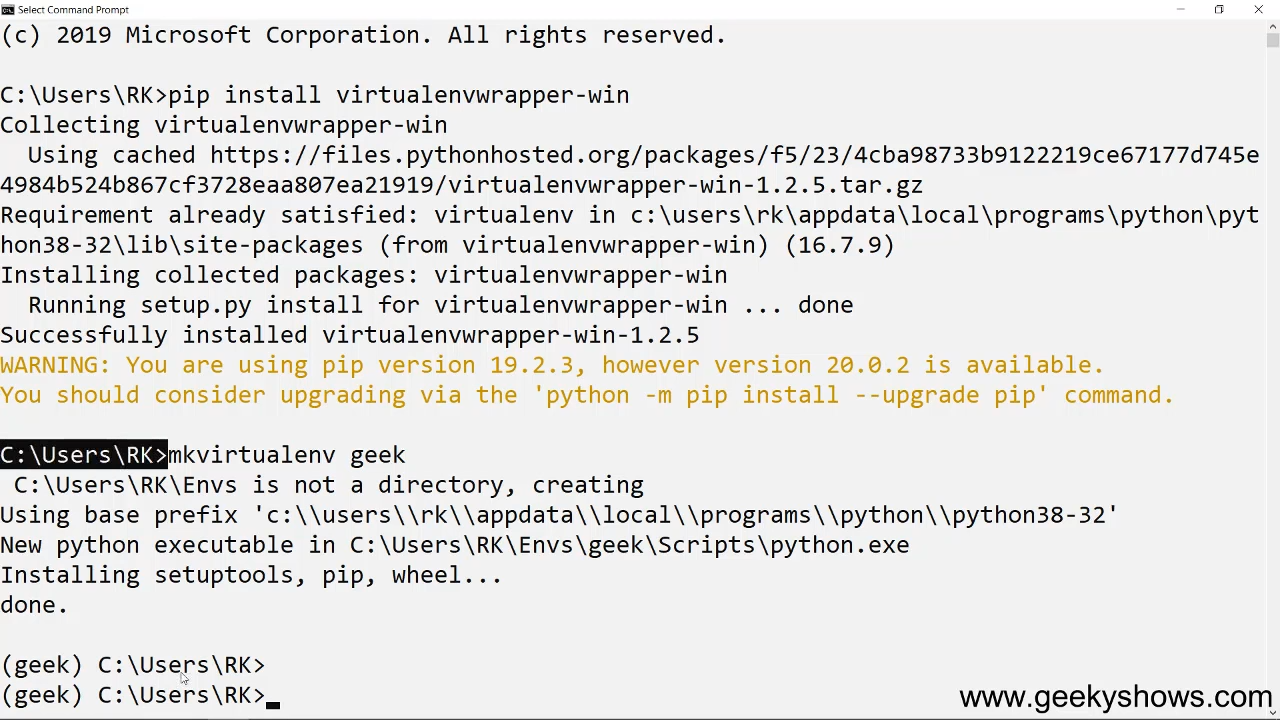 Select Command Prompt
(c) 2019 Microsoft Corporation. All rights reserved.
C:\Users\RK>pip install virtualenvwrapper-win
Collecting virtualenvwrapper-win
Using cached https://files.pythonhosted.org/packages/f5/23/4cba98733b9122219ce67177d745e
4984b524b867cf3728eaa807ea21919/virtualenvwrapper-win-1.2.5.tar.gz
Requirement already satisfied: virtualenv in c:\users\rk\appdata\local\programs\python\pyt
hon38-32\lib\site-packages (from virtualenvwrapper-win) (16.7.9)
Installing collected packages: virtualenvwrapper-win
Running setup.py install for virtualenvwrapper-win ... done
Successfully installed virtualenvwrapper-win-1.2.5
WARNING: You are using pip version 19.2.3, however version 20.0.2 is available.
You should consider upgrading via the 'python -m pip install --upgrade pip' command.
C:\Users\RK>mkvirtualenv geek
C:\Users\RK\Envs is not a directory, creating
Using base prefix 'c:\\users\\rk\\appdata\\local\\programs\\python\\python38-32'
New python executable in C:\Users\RK\Envs\geek\Scripts\python.exe
Installing setuptools, pip, wheel...
done.
(geek) C:\Users\RK>
(geek) C:\Users\RK>
www.geekyshows.com